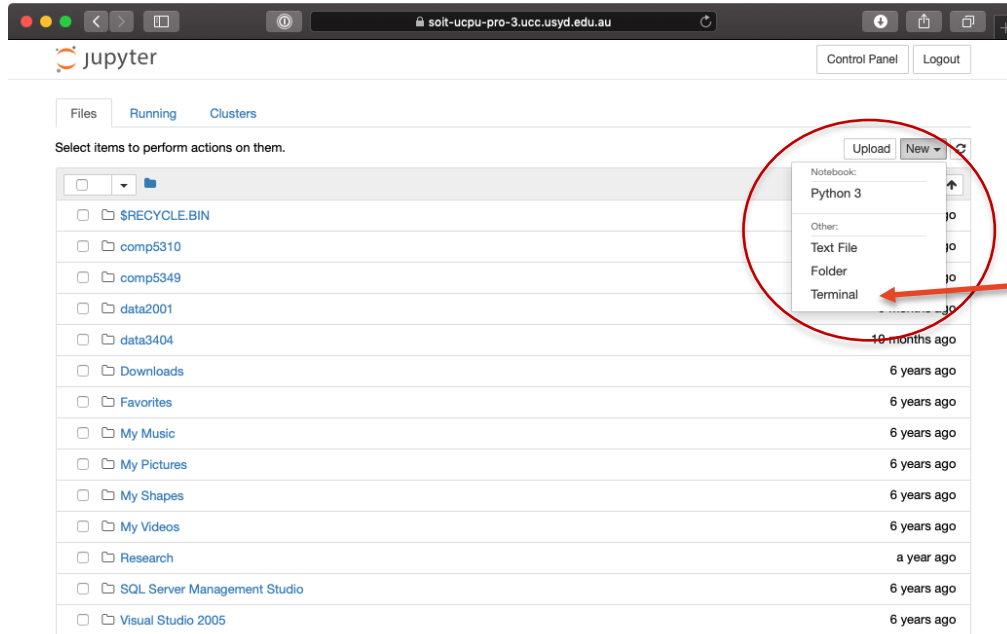 soit-ucpu-pro-3.ucc.usyd.edu.au
jupyter
Control Panel Logout
Files Running Clusters
Select items to perform actions on them.
Upload New
Notebook:
Python 3
Other:
Text File
Folder
Terminal
$RECYCLE.BIN
comp5310
comp5349
data2001 months ago
data3404 10 months ago
Downloads 6 years ago
Favorites 6 years ago
My Music 6 years ago
My Pictures 6 years ago
My Shapes 6 years ago
My Videos 6 years ago
Research a year ago
SQL Server Management Studio 6 years ago
Visual Studio 2005 6 years ago